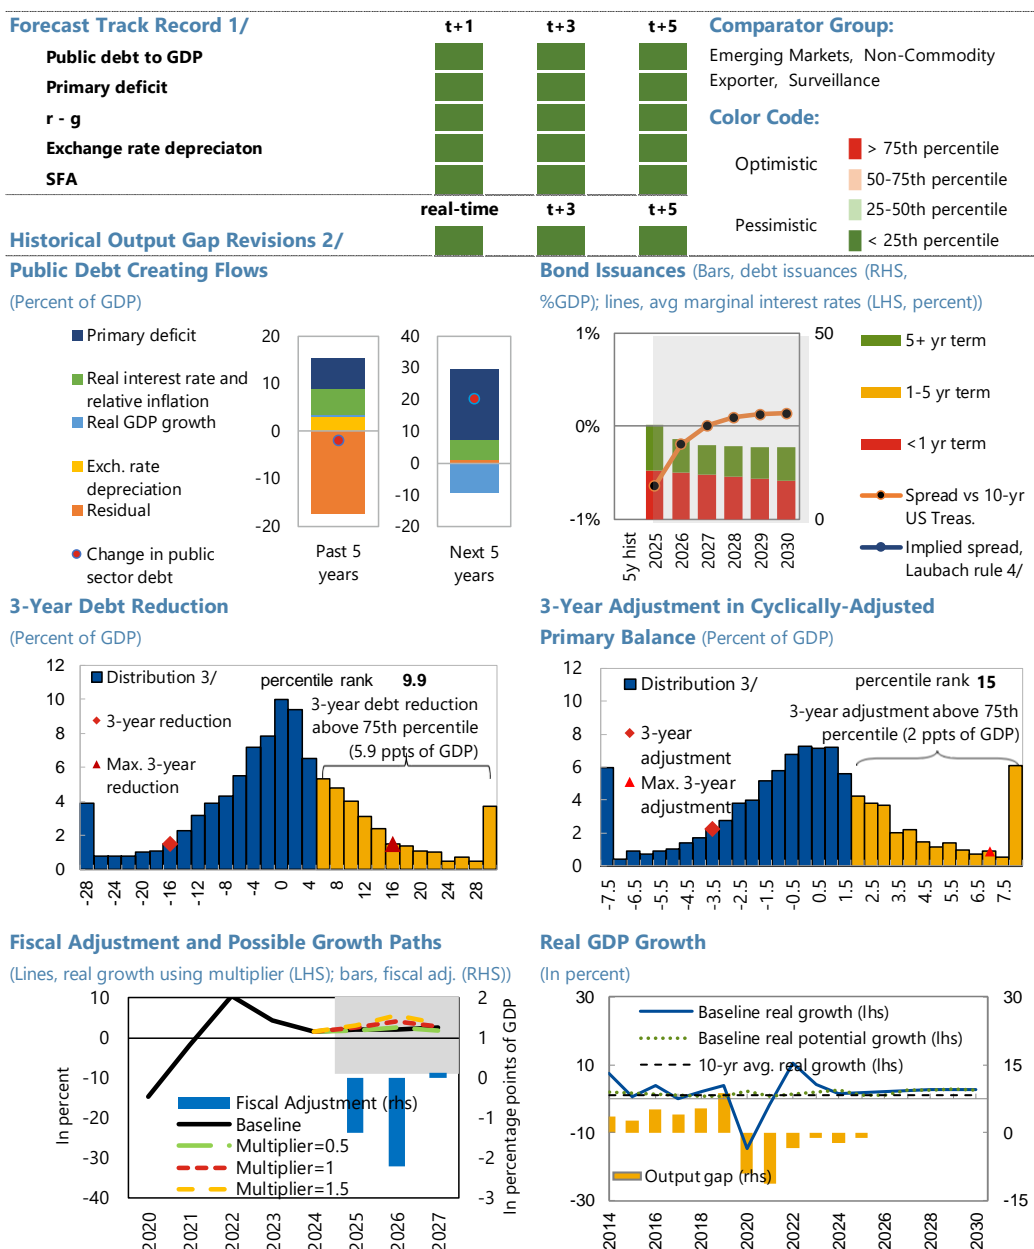 Forecast Track Record 1/ t+1 t+3 t+5
Public debt to GDP
Primary deficit
r - g
Exchange rate depreciaton
SFA
real-time t+3 t+5
Historical Output Gap Revisions 2/
Comparator Group:
Emerging Markets, Non-Commodity
Exporter, Surveillance
Color Code:
Optimistic
Pessimistic
> 75th percentile
50-75th percentile
25-50th percentile
< 25th percentile
Public Debt Creating Flows
(Percent of GDP)
Primary deficit
Real interest rate and
relative inflation
Real GDP growth
Exch. rate
depreciation
Residual
Change in public
sector debt
20
10
0
-10
-20
Past 5
years
40
30
20
10
0
-10
-20
Next 5
years
Bond Issuances (Bars, debt issuances (RHS,
%GDP); lines, avg marginal interest rates (LHS, percent))
1%
0%
-1%
50
0
5y hist
2025
2026
2027
2028
2029
2030
5+ yr term
1-5 yr term
<1 yr term
Spread vs 10-yr
US Treas.
Implied spread,
Laubach rule 4/
3-Year Debt Reduction
(Percent of GDP)
12
10
8
6
4
2
0
Distribution 3/
3-year reduction
Max. 3-year
reduction
percentile rank 9.9
3-year debt reduction
above 75th percentile
(5.9 ppts of GDP)
-28
-24
-20
-16
-12
-8
-4
0
4
8
12
16
20
24
28
3-Year Adjustment in Cyclically-Adjusted
Primary Balance (Percent of GDP)
12
10
8
6
4
2
0
Distribution 3/
3-year
adjustment
Max. 3-year
adjustment
percentile rank 15
3-year adjustment above 75th
percentile (2 ppts of GDP)
-7.5
-6.5
-5.5
-4.5
-3.5
-2.5
-1.5
-0.5
0.5
1.5
2.5
3.5
4.5
5.5
6.5
7.5
Fiscal Adjustment and Possible Growth Paths
(Lines, real growth using multiplier (LHS); bars, fiscal adj. (RHS))
In percent
10
0
-10
-20
-30
-40
Fiscal Adjustment (rhs)
Baseline
Multiplier=0.5
Multiplier=1
Multiplier=1.5
2
1
0
-1
-2
-3
In percentage points of GDP
2020
2021
2022
2023
2024
2025
2026
2027
Real GDP Growth
(In percent)
30
10
-10
-30
Baseline real growth (lhs)
Baseline real potential growth (lhs)
10-yr avg. real growth (lhs)
Output gap (rhs)
30
15
0
-15
2014
2016
2018
2020
2022
2024
2026
2028
2030